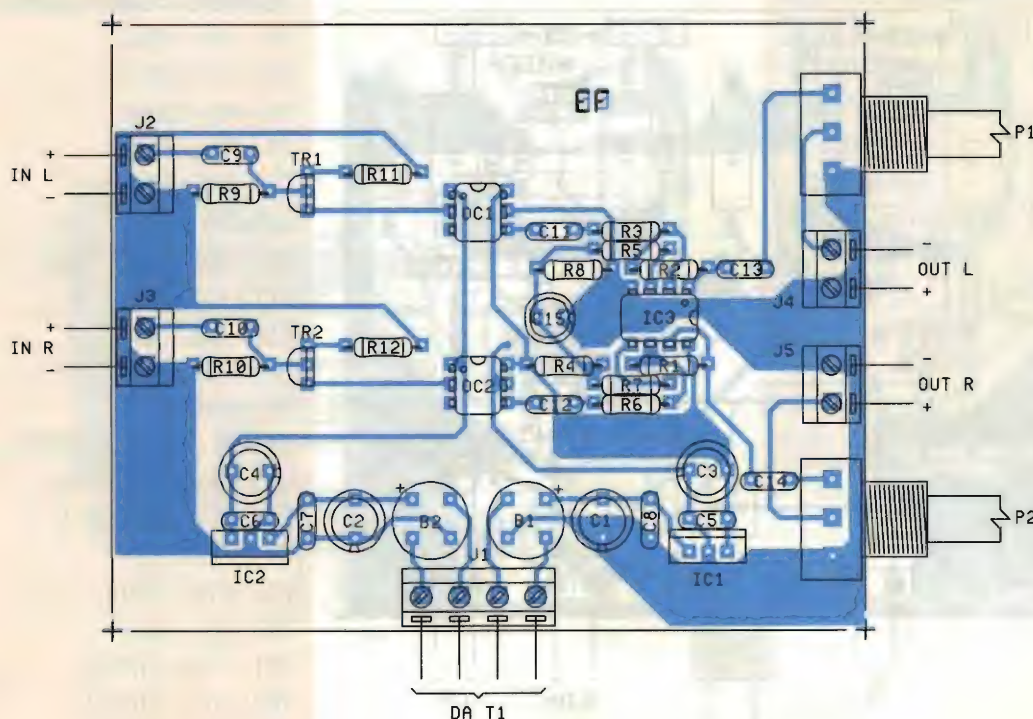 EF
J2
+
IN L
-
C9
R9
TR1
R11
OC1
C11
R3
R5
R8
R2
C13
P1
-
OUT L
+
J4
J3
+
IN R
-
C10
R10
TR2
R12
C15
IC3
OC2
R4
R1
R7
C12
R6
J5
-
OUT R
+
C4
C6
C7
C2
+
B2
B1
+
C1
C8
C3
C5
C14
P2
IC2
J1
IC1
DA T1